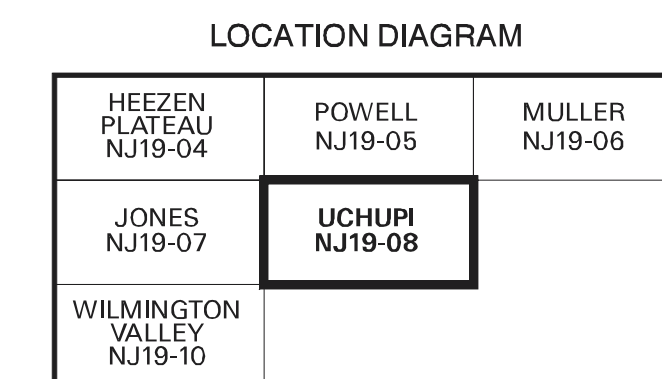 LOCATION DIAGRAM
HEEZEN
PLATEAU
NJ19-04
POWELL
NJ19-05
MULLER
NJ19-06
JONES
NJ19-07
UCHUPI
NJ19-08
WILMINGTON
VALLEY
NJ19-10